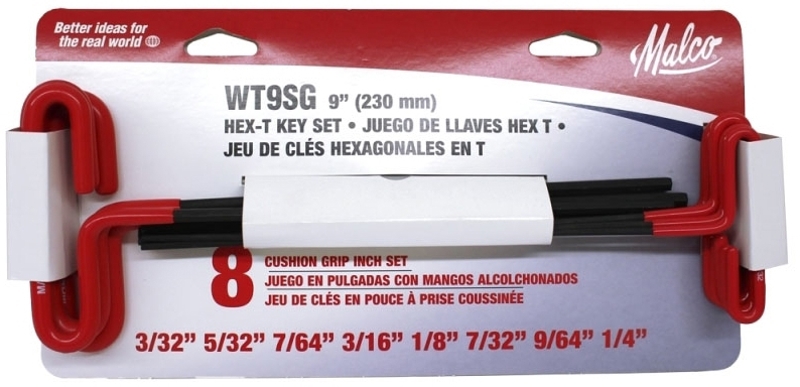 Better ideas for
the real world
Malco
WT9SG 9” (230 mm)
HEX-T KEY SET • JUEGO DE LLAVES HEX T •
JEU DE CLÉS HEXAGONALES EN T
8
CUSHION GRIP INCH SET
JUEGO EN PULGADAS CON MANGOS ALCOLCHONADOS
JEU DE CLÉS EN POUCE À PRISE COUSSINÉE
3/32” 5/32” 7/64” 3/16” 1/8” 7/32” 9/64” 1/4”